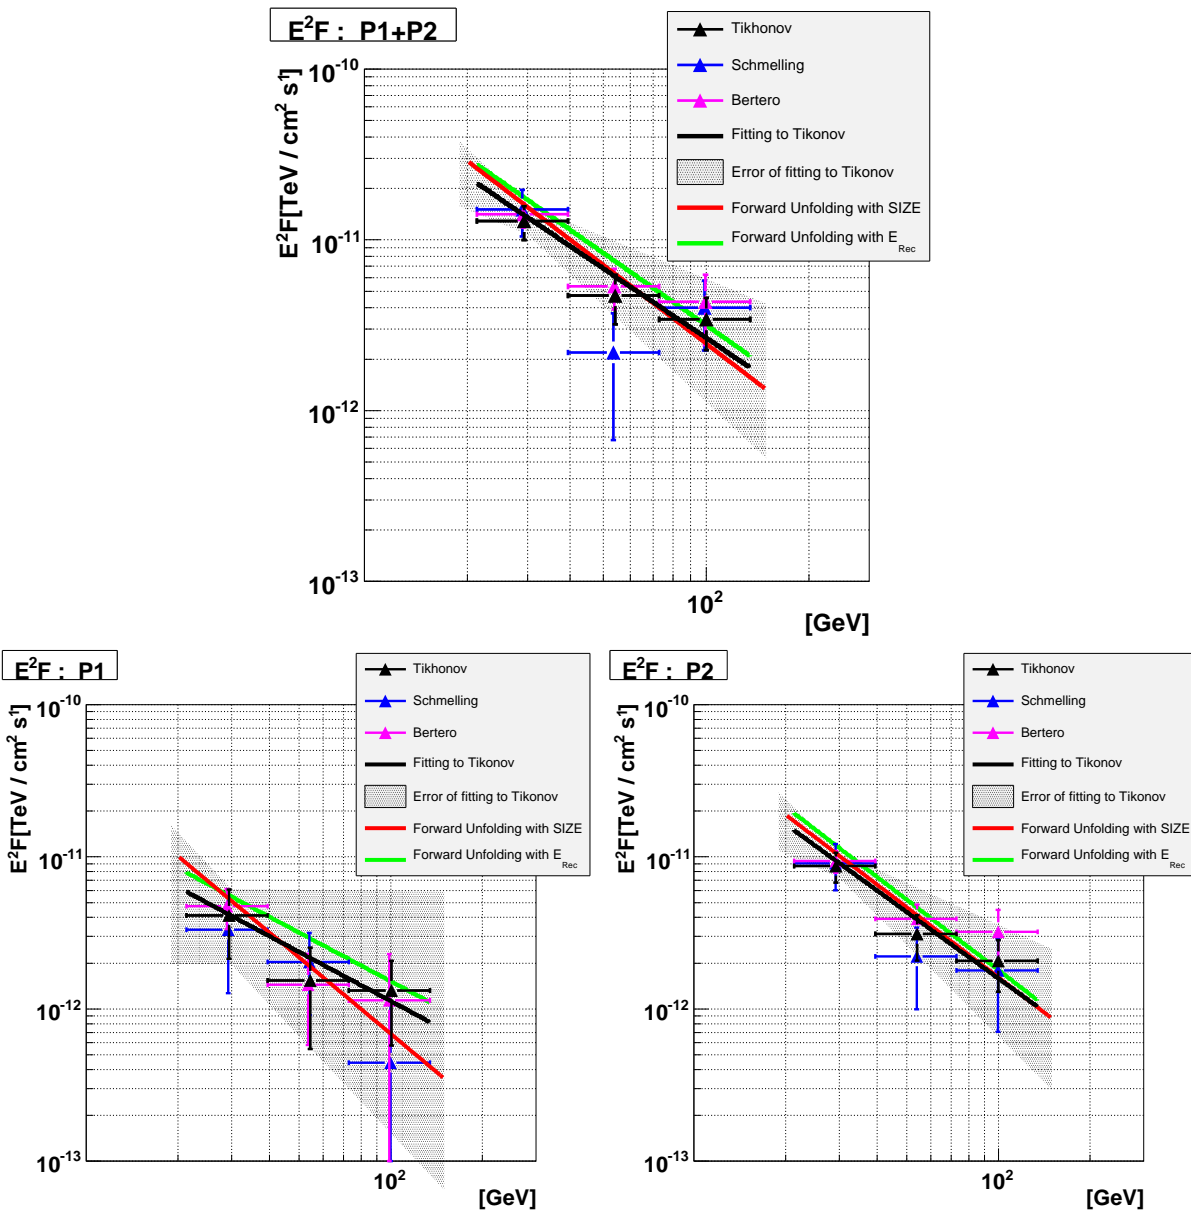 E²F : P1+P2
Tikhonov
Schmelling
Bertero
Fitting to Tikonov
Error of fitting to Tikonov
Forward Unfolding with SIZE
Forward Unfolding with E_Rec
E²F[TeV / cm² s¹]
10⁻¹⁰
10⁻¹¹
10⁻¹²
10⁻¹³
10²
[GeV]
E²F : P1
Tikhonov
Schmelling
Bertero
Fitting to Tikonov
Error of fitting to Tikonov
Forward Unfolding with SIZE
Forward Unfolding with E_Rec
E²F[TeV / cm² s¹]
10⁻¹⁰
10⁻¹¹
10⁻¹²
10⁻¹³
10²
[GeV]
E²F : P2
Tikhonov
Schmelling
Bertero
Fitting to Tikonov
Error of fitting to Tikonov
Forward Unfolding with SIZE
Forward Unfolding with E_Rec
E²F[TeV / cm² s¹]
10⁻¹⁰
10⁻¹¹
10⁻¹²
10⁻¹³
10²
[GeV]